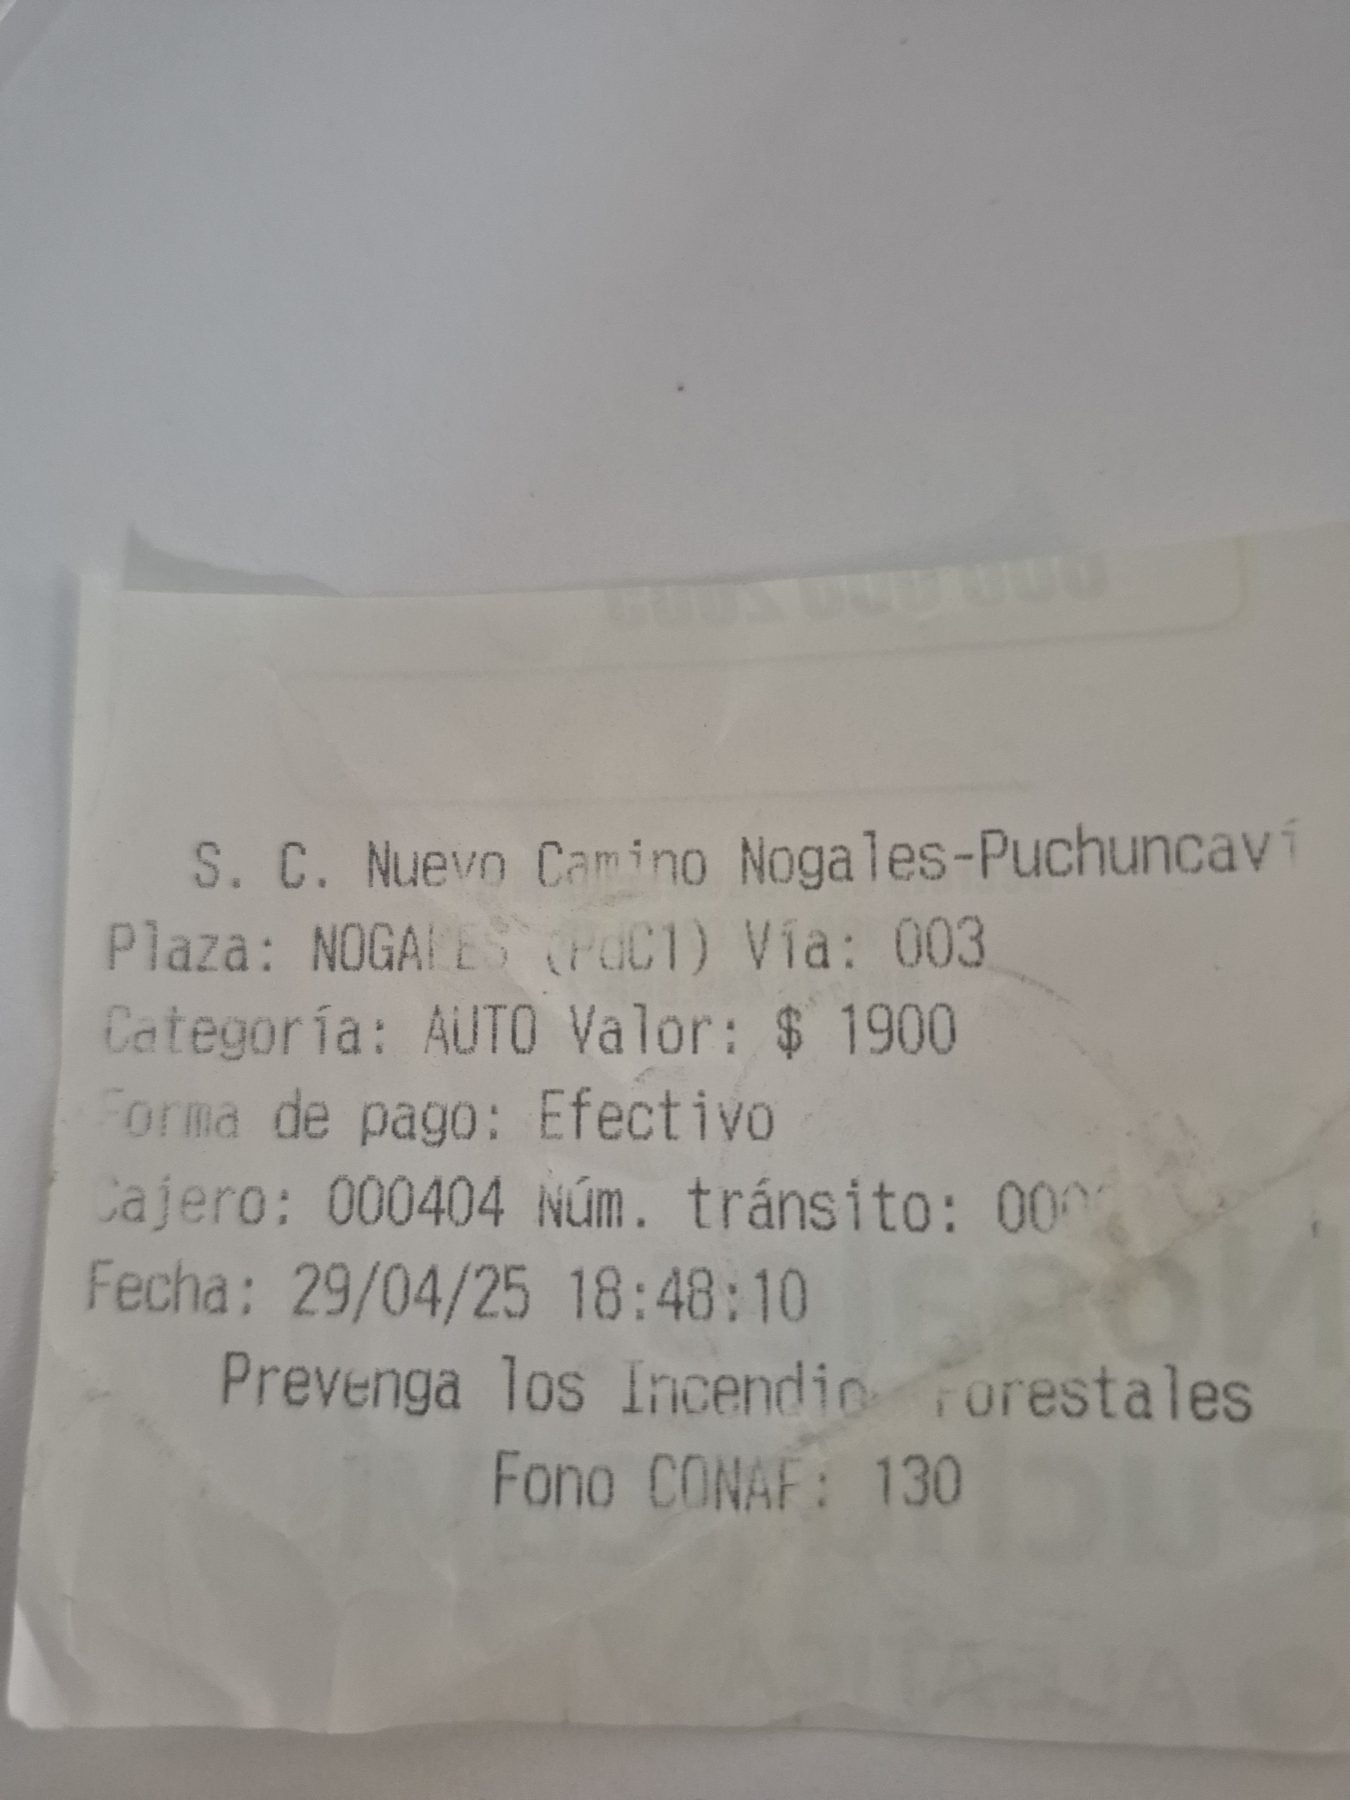 S. C. Nuevo Camino Nogales-Puchuncaví
Plaza: NOGALES (PdC1) Vía: 003
Categoría: AUTO Valor: $ 1900
Forma de pago: Efectivo
Cajero: 000404 Núm. tránsito:
Fecha: 29/04/25 18:48:10
Prevenga los Incendios Forestales
Fono CONAF: 130